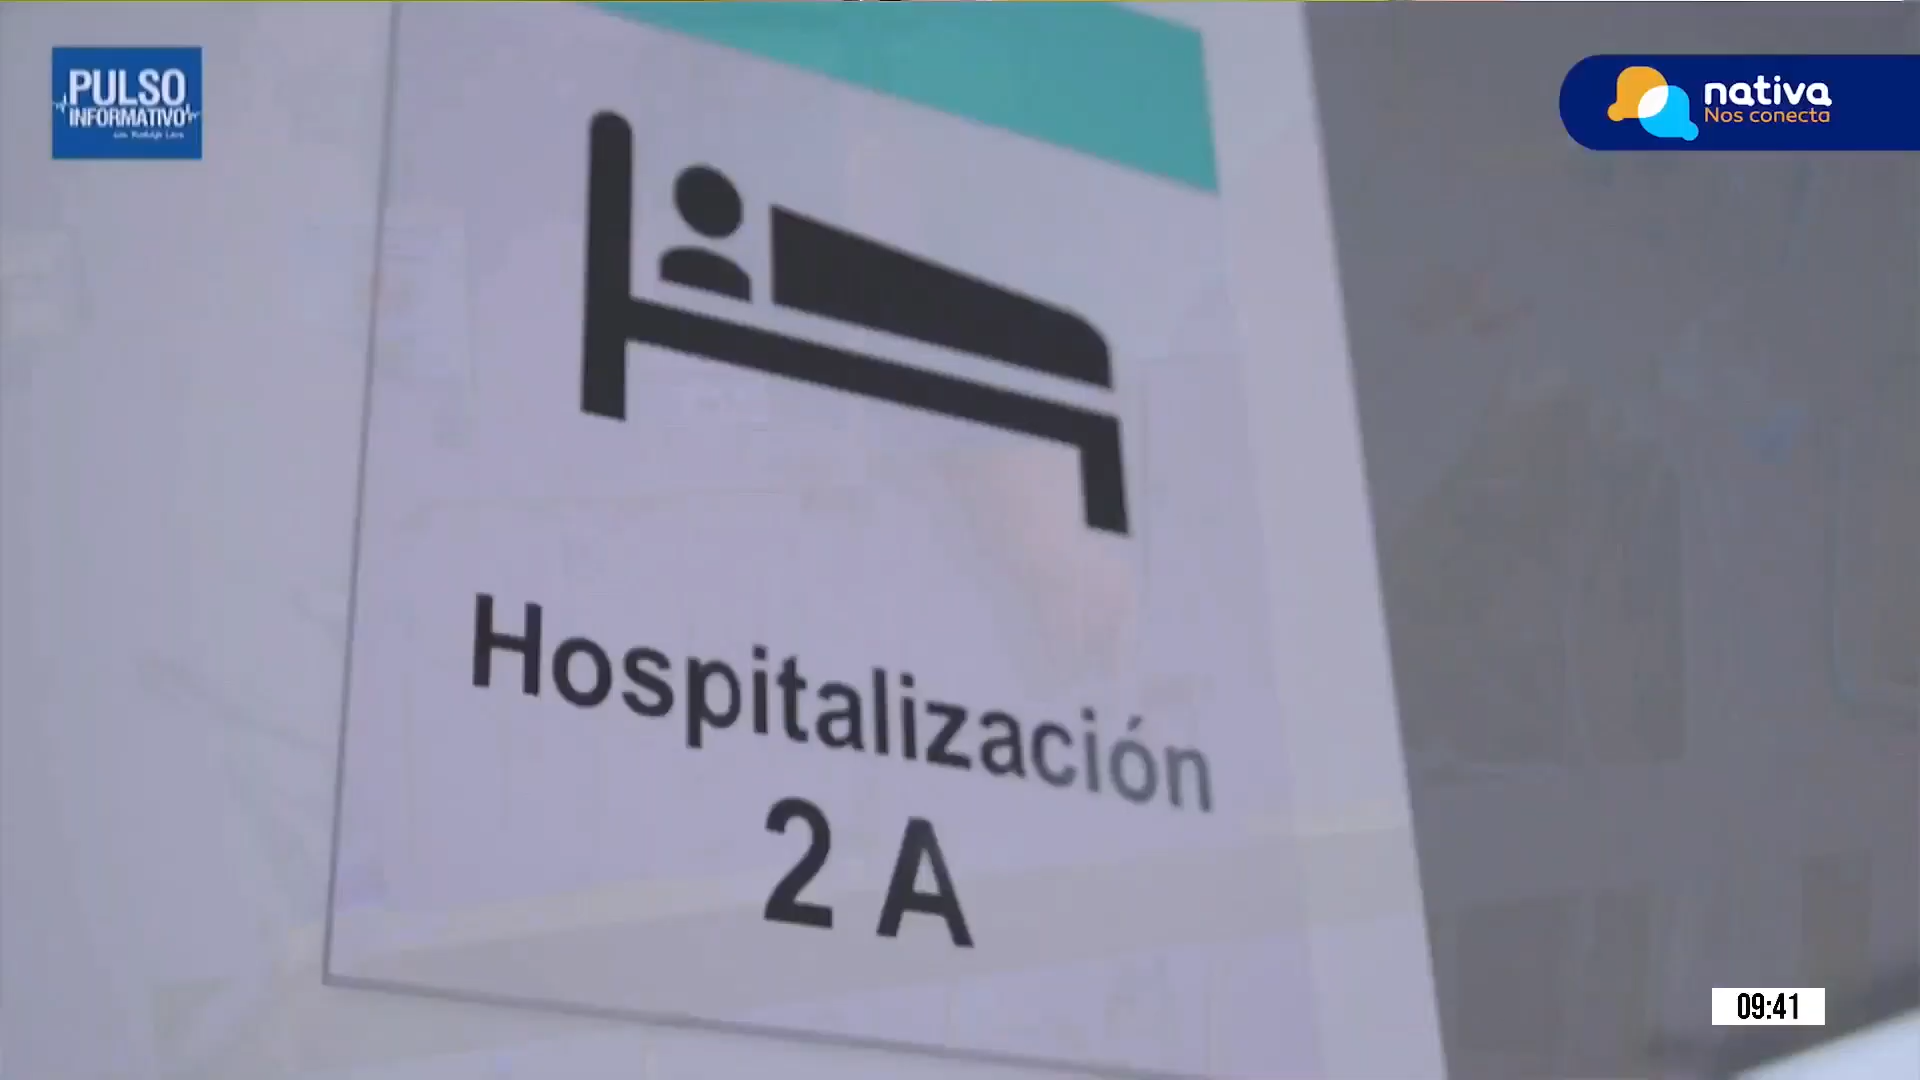 PULSO
INFORMATIVO
nativa
Nos conecta
Hospitalización
2 A
09:41